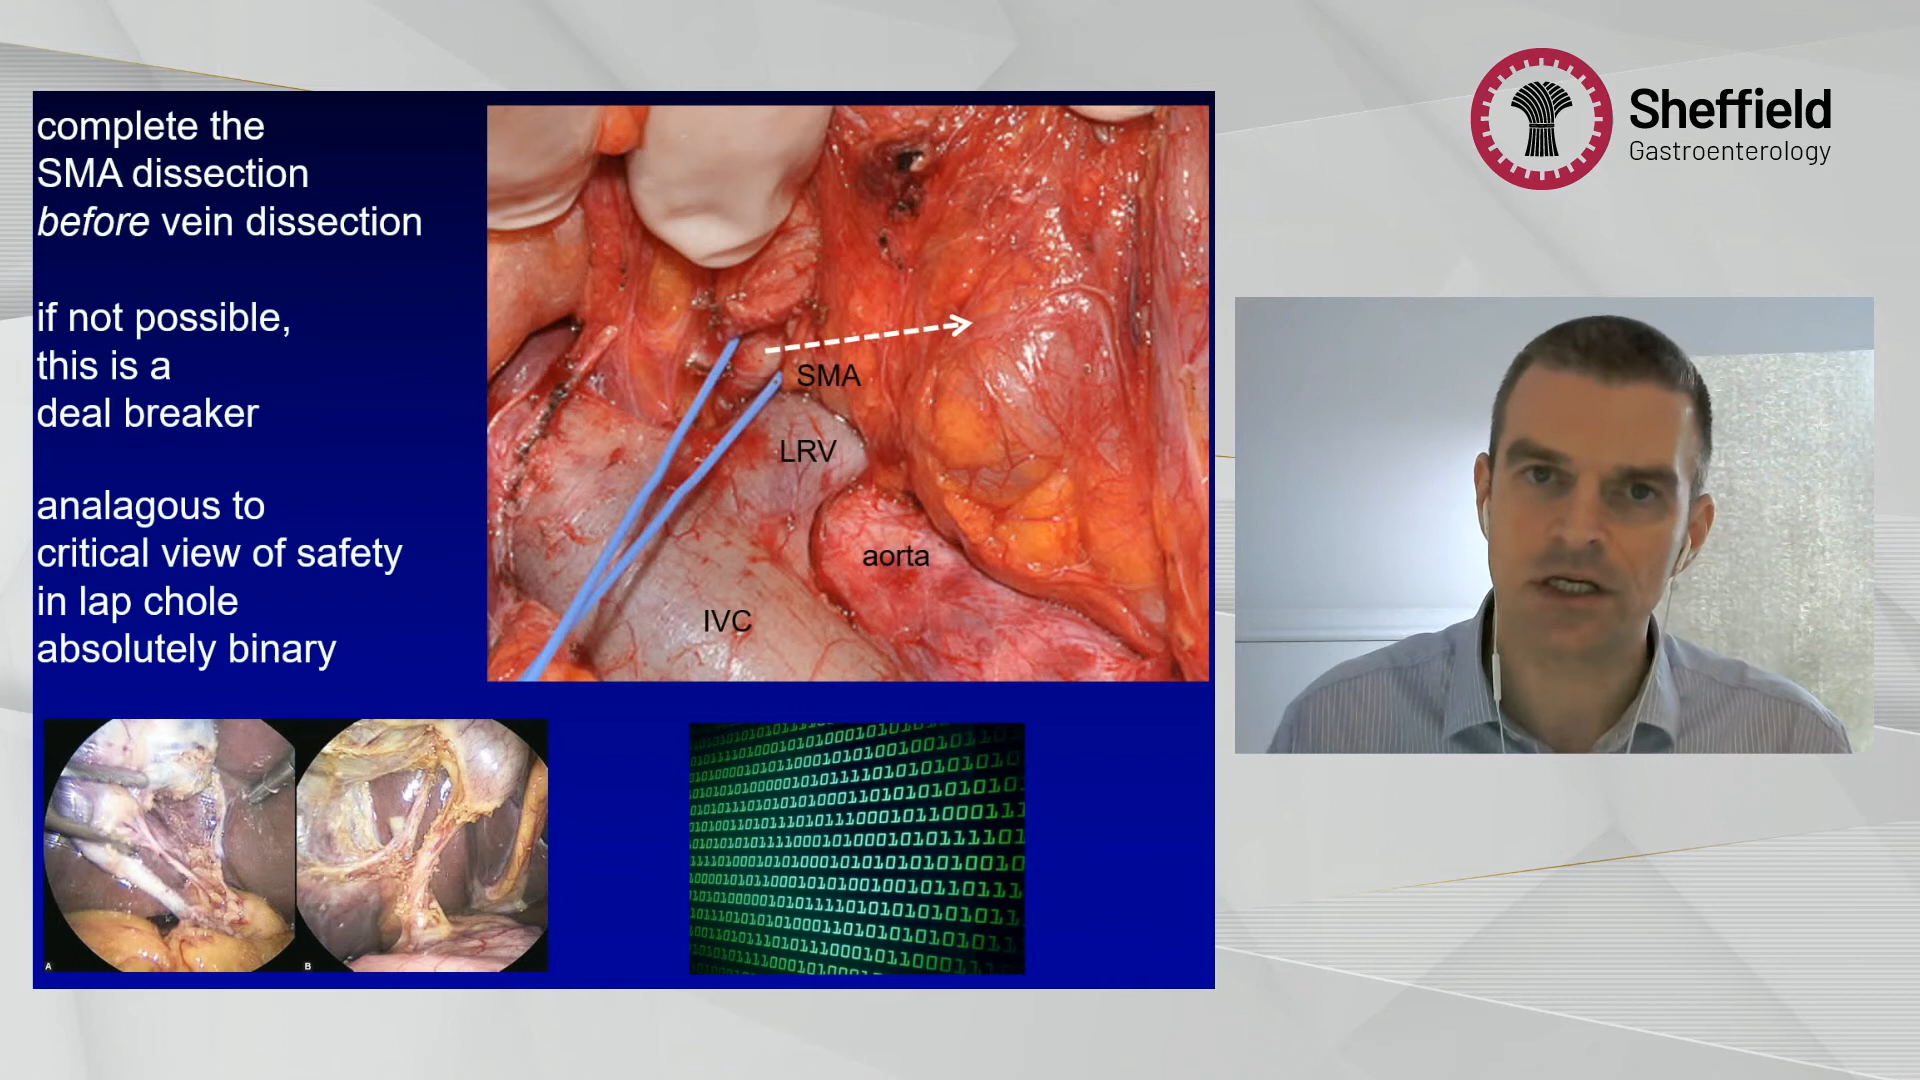 complete the
SMA dissection
before vein dissection
if not possible,
this is a
deal breaker
analagous to
critical view of safety
in lap chole
absolutely binary
SMA
LRV
aorta
IVC
A
B
Sheffield
Gastroenterology